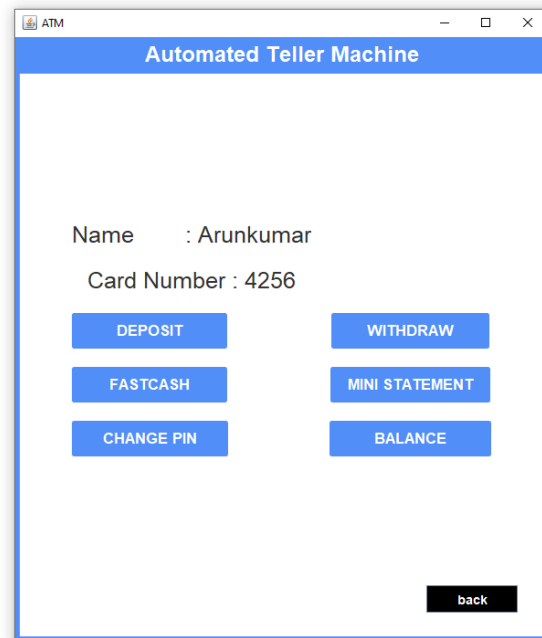 ATM
Automated Teller Machine
Name : Arunkumar
Card Number : 4256
DEPOSIT WITHDRAW
FASTCASH MINI STATEMENT
CHANGE PIN BALANCE
back